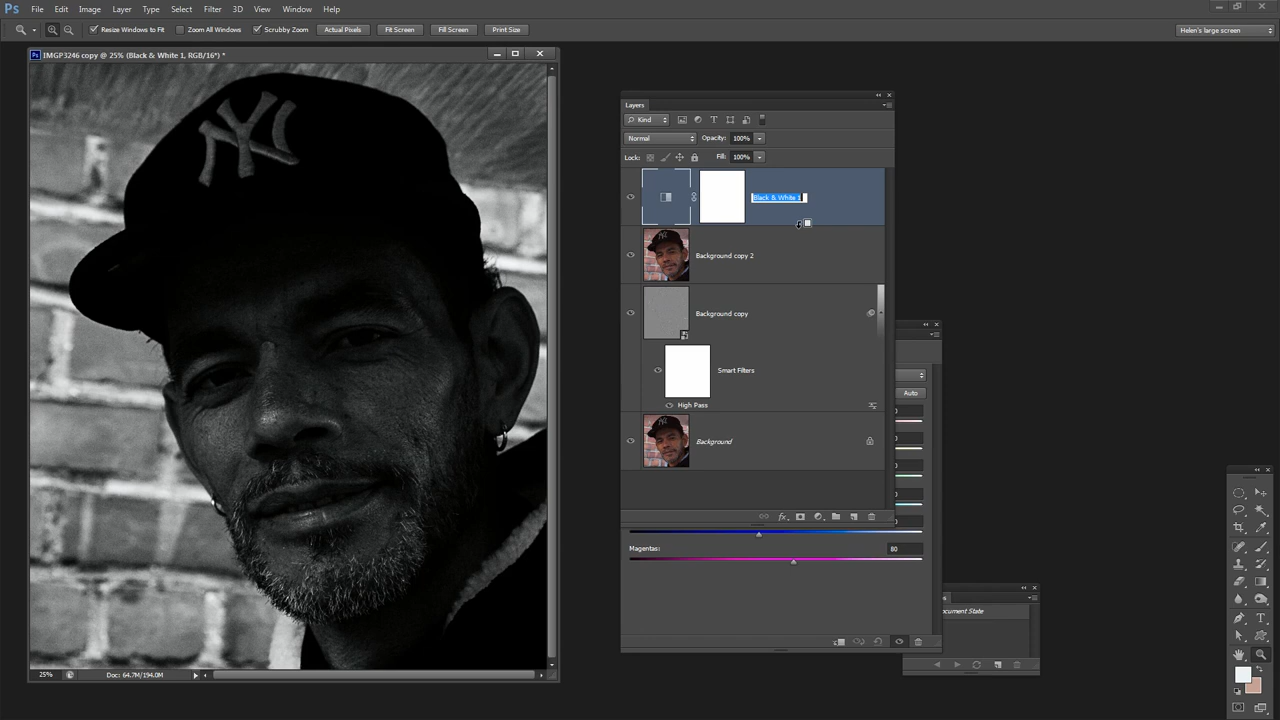 Ps File Edit Image Layer Type Select Filter 3D View Window Help
Resize Windows to Fit Zoom All Windows Scrubby Zoom Actual Pixels Fit Screen Fill Screen Print Size Helen's large screen
Ps IMGP3246 copy @ 25% (Black & White 1, RGB/16*) *
NY
Layers
Kind T
Normal Opacity: 100%
Lock: Fill: 100%
Black & White 1
Background copy 2
Background copy
Smart Filters
High Pass
Background
Auto
Magentas: 80
ocument State
25% Doc: 64.7M/194.0M
T